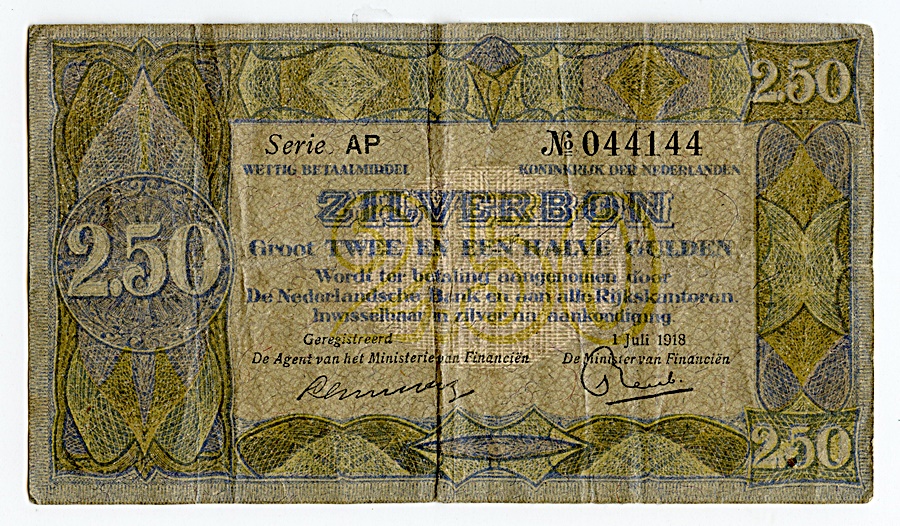 2.50
Serie AP № 044144
WETTIG BETAALMIDDEL KONINKRIJK DER NEDERLANDEN
ZILVERBON
2.50
Groot TWEE EN EEN HALVE GULDEN
Wordt ter betaling aangenomen door
De Nederlandsche Bank en aan alle Rijkskantoren.
Inwisselbaar in zilver na aankondiging.
250
Geregistreerd 1 Juli 1918
De Agent van het Ministerie van Financiën De Minister van Financiën
2.50